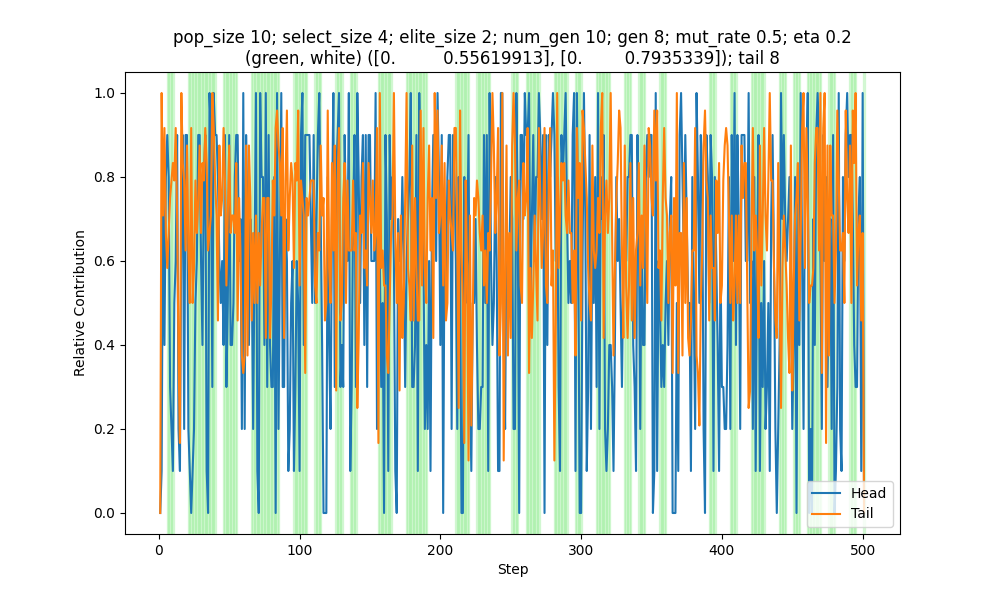 pop_size 10; select_size 4; elite_size 2; num_gen 10; gen 8; mut_rate 0.5; eta 0.2
(green, white) ([0. 0.55619913], [0. 0.7935339]); tail 8
Relative Contribution
1.0
0.8
0.6
0.4
0.2
0.0
Head
Tail
0 100 200 300 400 500
Step